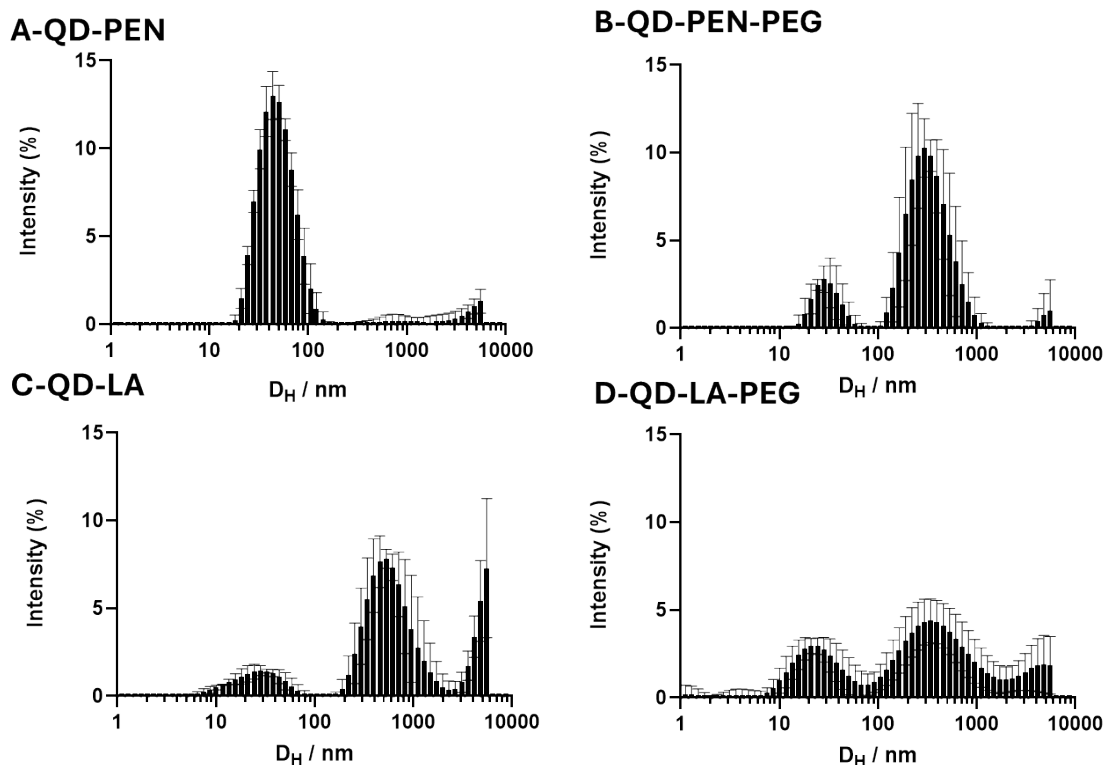 A-QD-PEN
Intensity (%)
15
10
5
0
1 10 100 1000 10000
D_H / nm
B-QD-PEN-PEG
Intensity (%)
15
10
5
0
1 10 100 1000 10000
D_H / nm
C-QD-LA
Intensity (%)
15
10
5
0
1 10 100 1000 10000
D_H / nm
D-QD-LA-PEG
Intensity (%)
15
10
5
0
1 10 100 1000 10000
D_H / nm